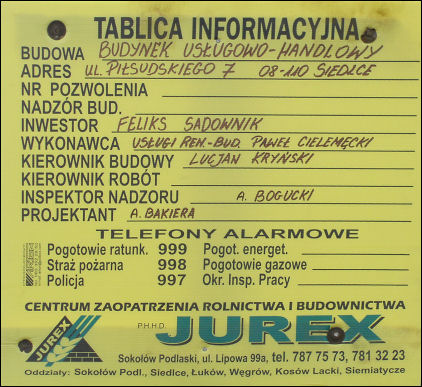 TABLICA INFORMACYJNA
BUDOWA BUDYNEK USŁUGOWO-HANDLOWY
ADRES UL. PIŁSUDSKIEGO 7 08-110 SIEDLCE
NR POZWOLENIA
NADZÓR BUD.
INWESTOR FELIKS SADOWNIK
WYKONAWCA USŁUGI REM.-BUD. PAWEŁ CIELEMĘCKI
KIEROWNIK BUDOWY LUCJAN KRYŃSKI
KIEROWNIK ROBÓT
INSPEKTOR NADZORU A. BOGUCKI
PROJEKTANT A. BAKIERA
TELEFONY ALARMOWE
Pogotowie ratunk. 999 Pogot. energet.
Straż pożarna 998 Pogotowie gazowe
Policja 997 Okr. Insp. Pracy
CENTRUM ZAOPATRZENIA ROLNICTWA I BUDOWNICTWA
JUREX P.H.H.D. JUREX
Sokołów Podlaski, ul. Lipowa 99a, tel. 787 75 73, 781 32 23
Oddziały: Sokołów Podl., Siedlce, Łuków, Węgrów, Kosów Lacki, Siemiatycze